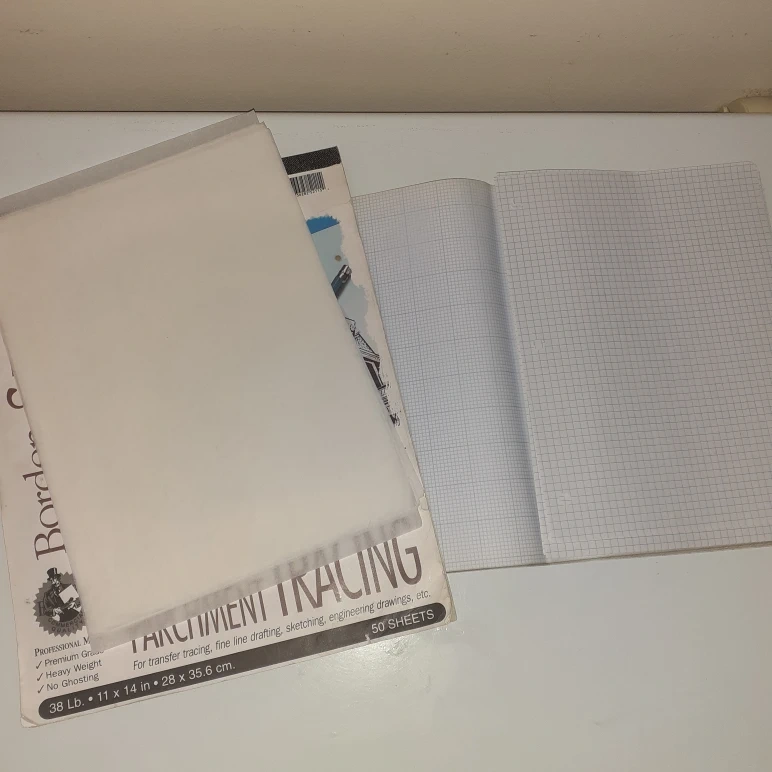 Borden
PARCHMENT TRACING
For transfer tracing, fine line drafting, sketching, engineering drawings, etc.
PROFESSIONAL
✓ Premium
✓ Heavy Weight
✓ No Ghosting
50 SHEETS
38 Lb. • 11 x 14 in • 28 x 35.6 cm.